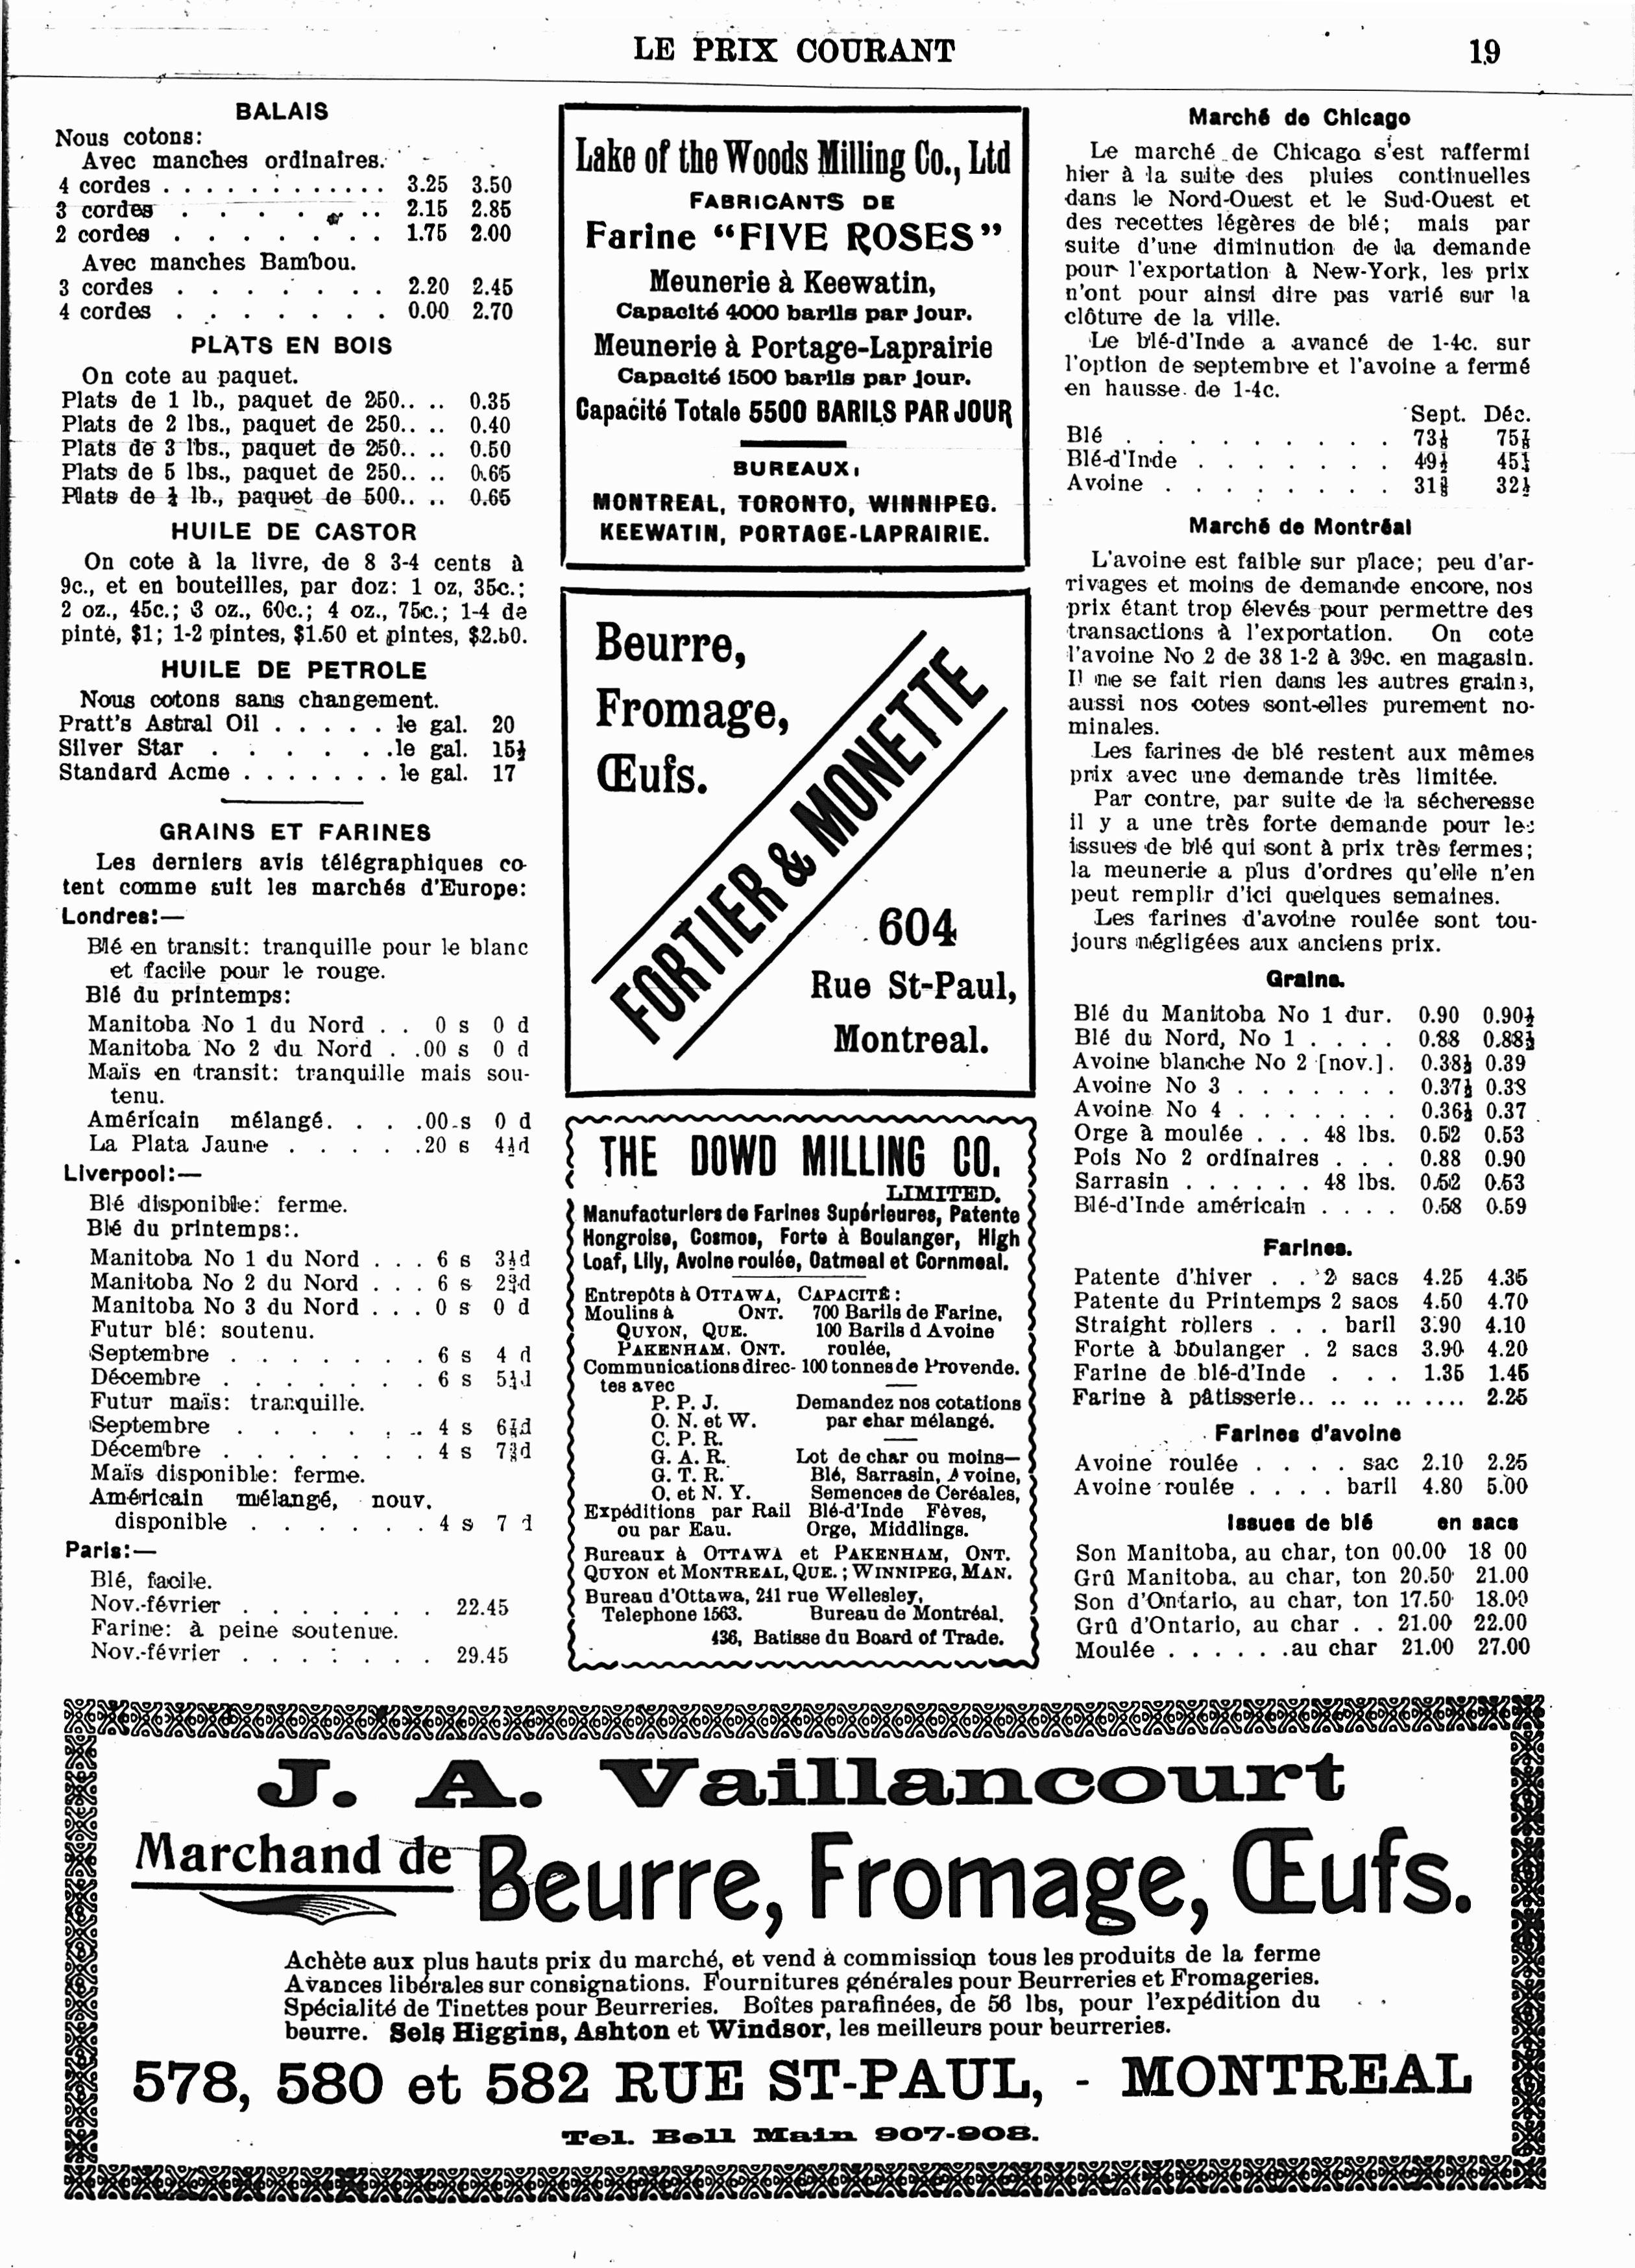 LE PRIX COURANT 19
BALAIS
Nous cotons:
Avec manches ordinaires.
4 cordes . . . . . . . . . . . . . 3.25 3.50
3 cordes . . . . . . . 2.15 2.85
2 cordes . . . . . . . . 1.75 2.00
Avec manches Bambou.
3 cordes . . . . . . . 2.20 2.45
4 cordes . . . . . . . 0.00 2.70
PLATS EN BOIS
On cote au paquet.
Plats de 1 lb., paquet de 250.. .. 0.35
Plats de 2 lbs., paquet de 250.. .. 0.40
Plats de 3 lbs., paquet de 250.. .. 0.50
Plats de 5 lbs., paquet de 250.. .. 0.65
Plats de lb., paquet de 500.. .. 0.65
HUILE DE CASTOR
On cote à la livre, de 8 3-4 cents à
9c., et en bouteilles, par doz: 1 oz, 35c.;
2 oz., 45c.; 3 oz., 60c.; 4 oz., 75c.; 1-4 de
pinte, $1; 1-2 pintes, $1.50 et pintes,
HUILE DE PETROLE
Nous cotons sans changement.
Pratt's Astral Oil . . . . . le gal. 20
Silver Star . . . . . . .le gal. 15½
Standard Acme . . . . . . . le gal. 17
GRAINS ET FARINES
Les derniers avis télégraphiques co-
tent comme suit les marchés d'Europe:
Londres:—
Blé en transit: tranquille pour le blanc
et facile pour le rouge.
Blé du printemps:
Manitoba No 1 du Nord . . 0 s 0 d
Manitoba No 2 du Nord . .00 s 0 d
Maïs en transit: tranquille mais sou-
tenu.
Américain mélangé. . . .00 s 0 d
La Plata Jaune . . . . .20 s 4½d
Liverpool:—
Blé disponible: ferme.
Blé du printemps:.
Manitoba No 1 du Nord . . . 6 s 3½d
Manitoba No 2 du Nord . . . 6 s
Manitoba No 3 du Nord . . . 0 s 0 d
Futur blé: soutenu.
Septembre . . . . . . . 6 s 4 d
Décembre . . . . . . . 6 s
Futur maïs: tranquille.
Septembre . . . . . . . 4 s
Décembre . . . . . . . 4 s
Maïs disponible: ferme.
Américain mélangé, nouv.
disponible . . . . . . 4 s 7 d
Paris:—
Blé, facile.
Nov.-février . . . . . . . 22.45
Farine: à peine soutenue.
Nov.-février . . . . . . . 29.45
Lake of the Woods Milling Co., Ltd
FABRICANTS DE
Farine "FIVE ROSES"
Meunerie à Keewatin,
Capacité 4000 barils par jour.
Meunerie à Portage-Laprairie
Capacité 1500 barils par jour.
Capacité Totale 5500 BARILS PAR JOUR
BUREAUX:
MONTREAL, TORONTO, WINNIPEG.
KEEWATIN, PORTAGE-LAPRAIRIE.
Beurre,
Fromage,
Œufs.
FORTIER & MONETTE
604
Rue St-Paul,
Montreal.
THE DOWD MILLING CO.
LIMITED.
Manufacturiers de Farines Supérieures, Patente
Hongroise, Cosmos, Forte à Boulanger, High
Loaf, Lily, Avoine roulée, Oatmeal et Cornmeal.
Entrepôts à OTTAWA, CAPACITÉ:
Moulins à ONT. 700 Barils de Farine,
QUYON, QUE. 100 Barils d Avoine
PAKENHAM, ONT. roulée,
Communications direc- 100 tonnes de Provende.
tes avec
P. P. J. Demandez nos cotations
O. N. et W. par char mélangé.
C. P. R.
G. A. R. Lot de char ou moins—
G. T. R. Blé, Sarrasin, Avoine,
O. et N. Y. Semences de Céréales,
Expéditions par Rail Blé-d'Inde Fèves,
ou par Eau. Orge, Middlings.
Bureaux à OTTAWA et PAKENHAM, ONT.
QUYON et MONTREAL, QUE.; WINNIPEG, MAN.
Bureau d'Ottawa, 241 rue Wellesley,
Telephone 1563. Bureau de Montréal,
436, Batisse du Board of Trade.
Marché de Chicago
Le marché de Chicago s'est raffermi
hier à la suite des pluies continuelles
dans le Nord-Ouest et le Sud-Ouest et
des recettes légères de blé; mais par
suite d'une diminution de la demande
pour l'exportation à New-York, les prix
n'ont pour ainsi dire pas varié sur la
clôture de la ville.
Le blé-d'Inde a avancé de 1-4c. sur
l'option de septembre et l'avoine a fermé
en hausse de 1-4c.
Sept. Déc.
Blé . . . . . . . . .
Blé-d'Inde . . . . . . .
Avoine . . . . . . . .
Marché de Montréal
L'avoine est faible sur place; peu d'ar-
rivages et moins de demande encore, nos
prix étant trop élevés pour permettre des
transactions à l'exportation. On cote
l'avoine No 2 de 38 1-2 à 39c. en magasin.
Il ne se fait rien dans les autres grains,
aussi nos cotes sont-elles purement no-
minales.
Les farines de blé restent aux mêmes
prix avec une demande très limitée.
Par contre, par suite de la sécheresse
il y a une très forte demande pour les
issues de blé qui sont à prix très fermes;
la meunerie a plus d'ordres qu'elle n'en
peut remplir d'ici quelques semaines.
Les farines d'avoine roulée sont tou-
jours négligées aux anciens prix.
Grains.
Blé du Manitoba No 1 dur. 0.90 0.90½
Blé du Nord, No 1 . . . . 0.88 0.88½
Avoine blanche No 2 [nov.]. 0.38½ 0.39
Avoine No 3 . . . . . . . 0.37½ 0.38
Avoine No 4 . . . . . . . 0.36½ 0.37
Orge à moulée . . . 48 lbs. 0.52 0.53
Pois No 2 ordinaires . . . 0.88 0.90
Sarrasin . . . . . . 48 lbs. 0.52 0.53
Blé-d'Inde américain . . . . 0.58 0.59
Farines.
Patente d'hiver . . 2 sacs 4.25 4.35
Patente du Printemps 2 sacs 4.50 4.70
Straight rollers . . . baril 3.90 4.10
Forte à boulanger . 2 sacs 3.90 4.20
Farine de blé-d'Inde . . . 1.35 1.45
Farine à pâtisserie.. .. .. .. .... 2.25
Farines d'avoine
Avoine roulée . . . . sac 2.10 2.25
Avoine roulée . . . . baril 4.80 5.00
Issues de blé en sacs
Son Manitoba, au char, ton 00.00 18 00
Grû Manitoba, au char, ton 20.50 21.00
Son d'Ontario, au char, ton 17.50 18.00
Grû d'Ontario, au char . . 21.00 22.00
Moulée . . . . . .au char 21.00 27.00
J. A. Vaillancourt
Marchand de Beurre, Fromage, Œufs.
Achète aux plus hauts prix du marché, et vend à commission tous les produits de la ferme
Avances libérales sur consignations. Fournitures générales pour Beurreries et Fromageries.
Spécialité de Tinettes pour Beurreries. Boîtes parafinées, de 56 lbs, pour l'expédition du
beurre. Sels Higgins, Ashton et Windsor, les meilleurs pour beurreries.
578, 580 et 582 RUE ST-PAUL, - MONTREAL
Tel. Bell Main 907-908.